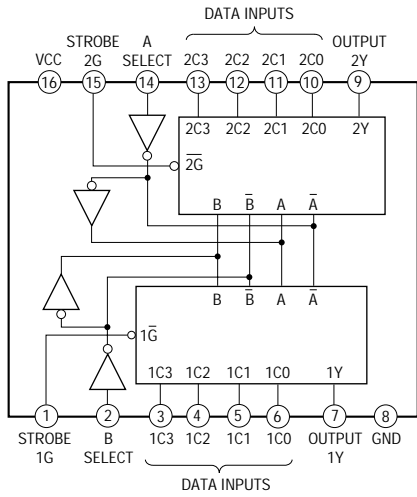 DATA INPUTS
VCC STROBE 2G A SELECT 2C3 2C2 2C1 2C0 OUTPUT 2Y
16 15 14 13 12 11 10 9
2C3 2C2 2C1 2C0 2Y
2G̅
B B̅ A A̅
B B̅ A A̅
1G̅
1C3 1C2 1C1 1C0 1Y
1 2 3 4 5 6 7 8
STROBE 1G B SELECT 1C3 1C2 1C1 1C0 OUTPUT 1Y GND
DATA INPUTS